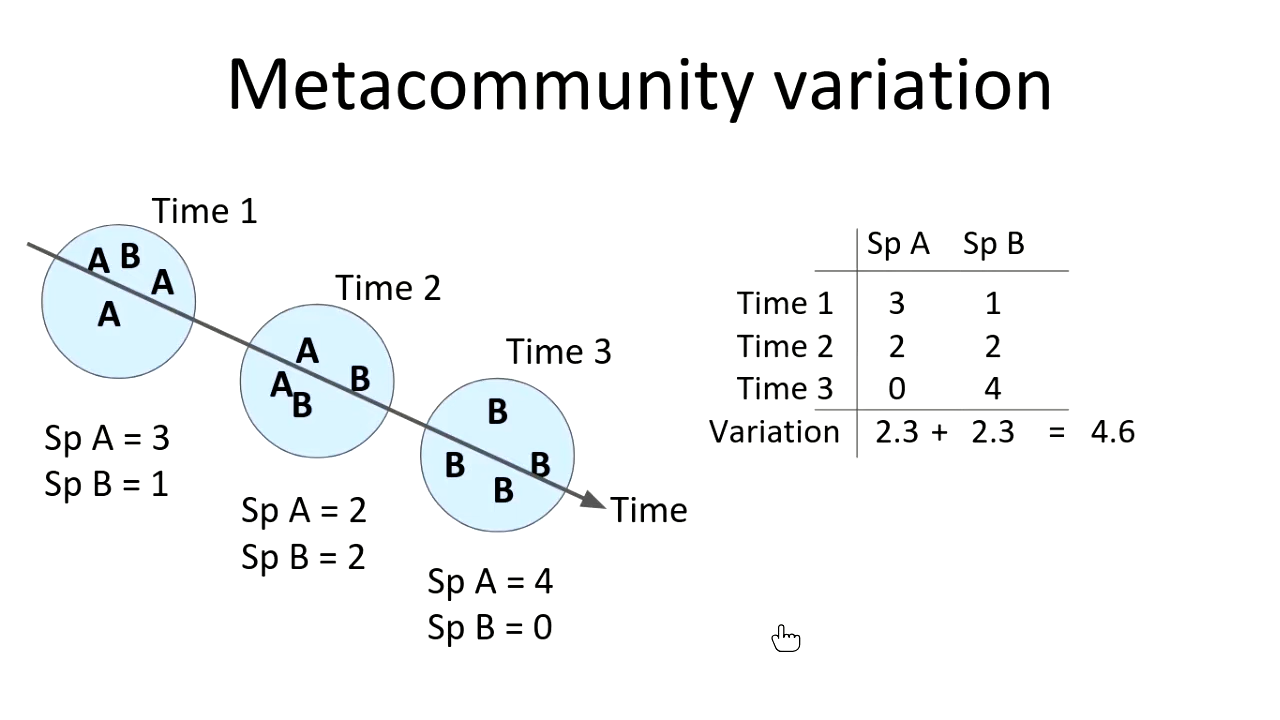 Metacommunity variation
Time 1
A B
A
A
Sp A = 3
Sp B = 1
Time 2
A
A B
B
Sp A = 2
Sp B = 2
Time 3
B
B B
B
Time
Sp A = 4
Sp B = 0
Sp A Sp B
Time 1 3 1
Time 2 2 2
Time 3 0 4
Variation 2.3 + 2.3 = 4.6